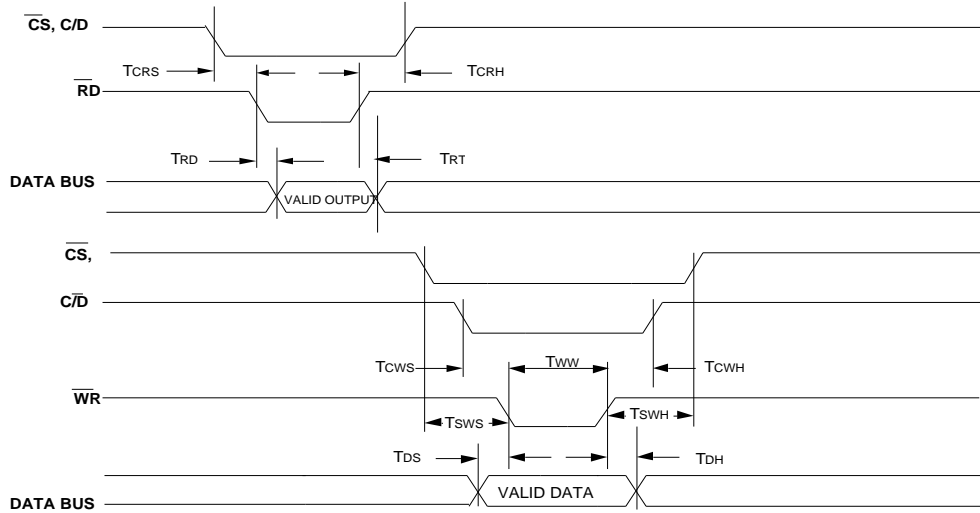 CS, C/D
TCRS
TCRH
RD
TRD
TRT
DATA BUS
VALID OUTPUT
CS,
C/D
TCWS
TWW
TCWH
WR
TSWS
TSWH
TDS
TDH
VALID DATA
DATA BUS